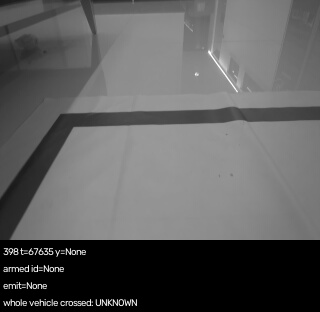 398 t=67635 y=None
armed id=None
emit=None
whole vehicle crossed: UNKNOWN